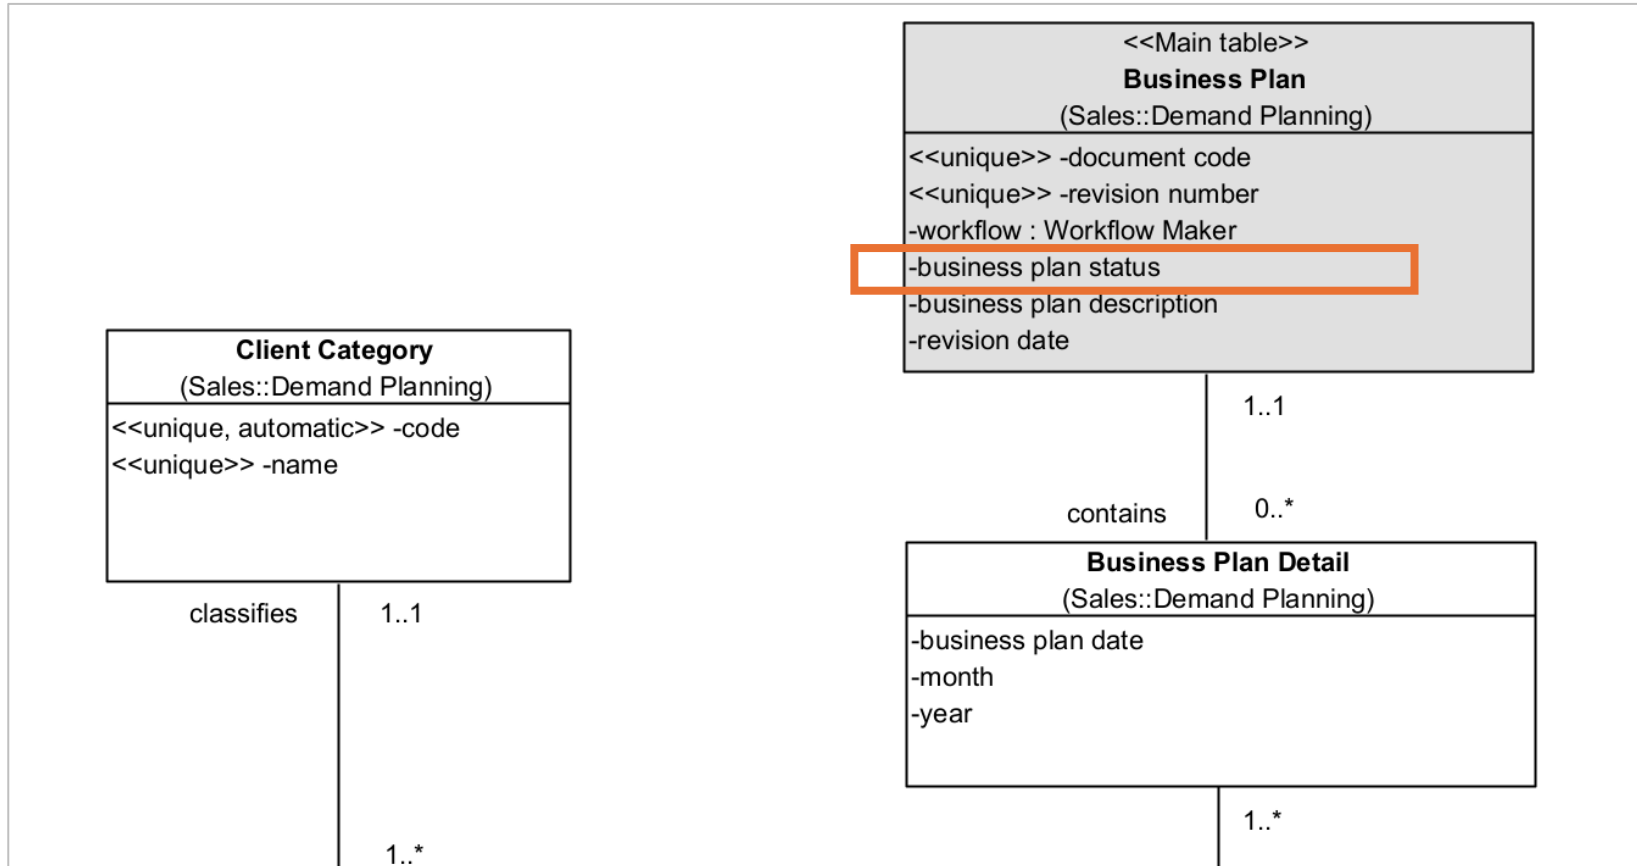 <<Main table>>
Business Plan
(Sales::Demand Planning)
<<unique>> -document code
<<unique>> -revision number
-workflow : Workflow Maker
-business plan status
-business plan description
-revision date
Client Category
(Sales::Demand Planning)
<<unique, automatic>> -code
<<unique>> -name
1..1
contains
0..*
Business Plan Detail
(Sales::Demand Planning)
-business plan date
-month
-year
classifies
1..1
1..*
1..*